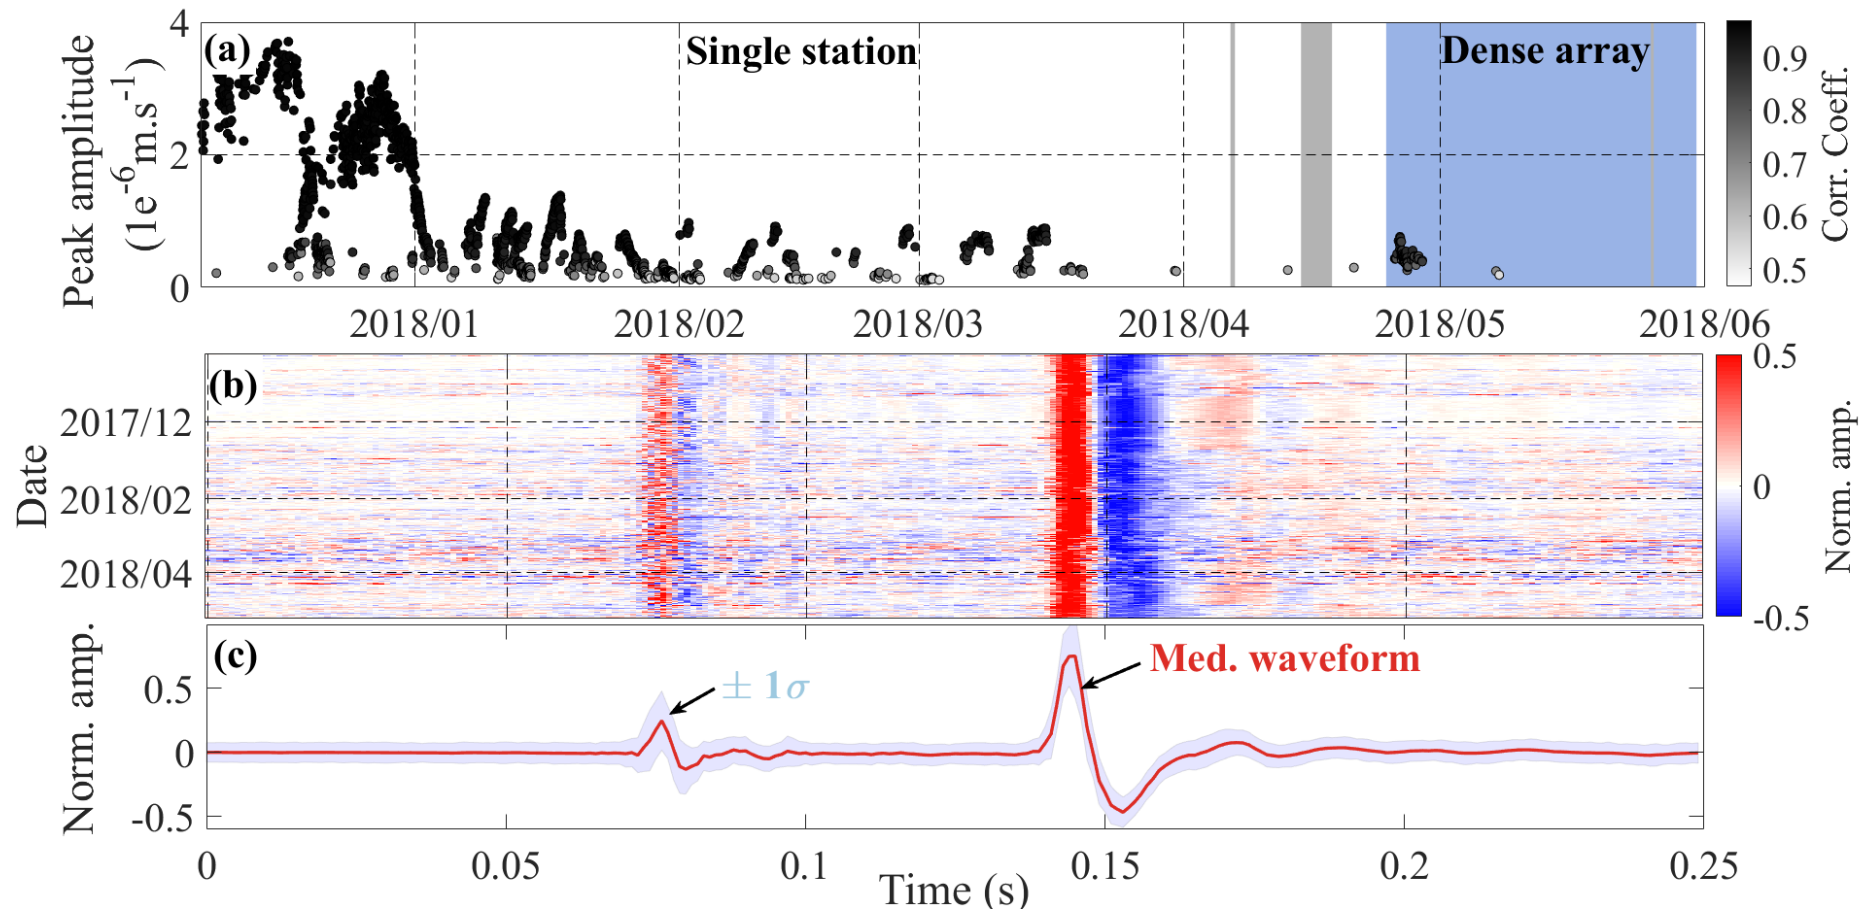 (a)
Single station
Dense array
Peak amplitude
(1e-6m.s-1)
4
2
0
2018/01
2018/02
2018/03
2018/04
2018/05
2018/06
0.9
0.8
0.7
0.6
0.5
Corr. Coeff.
(b)
Date
2017/12
2018/02
2018/04
0.5
0
-0.5
Norm. amp.
(c)
± 1σ
Med. waveform
Norm. amp.
0.5
0
-0.5
0
0.05
0.1
0.15
0.2
0.25
Time (s)